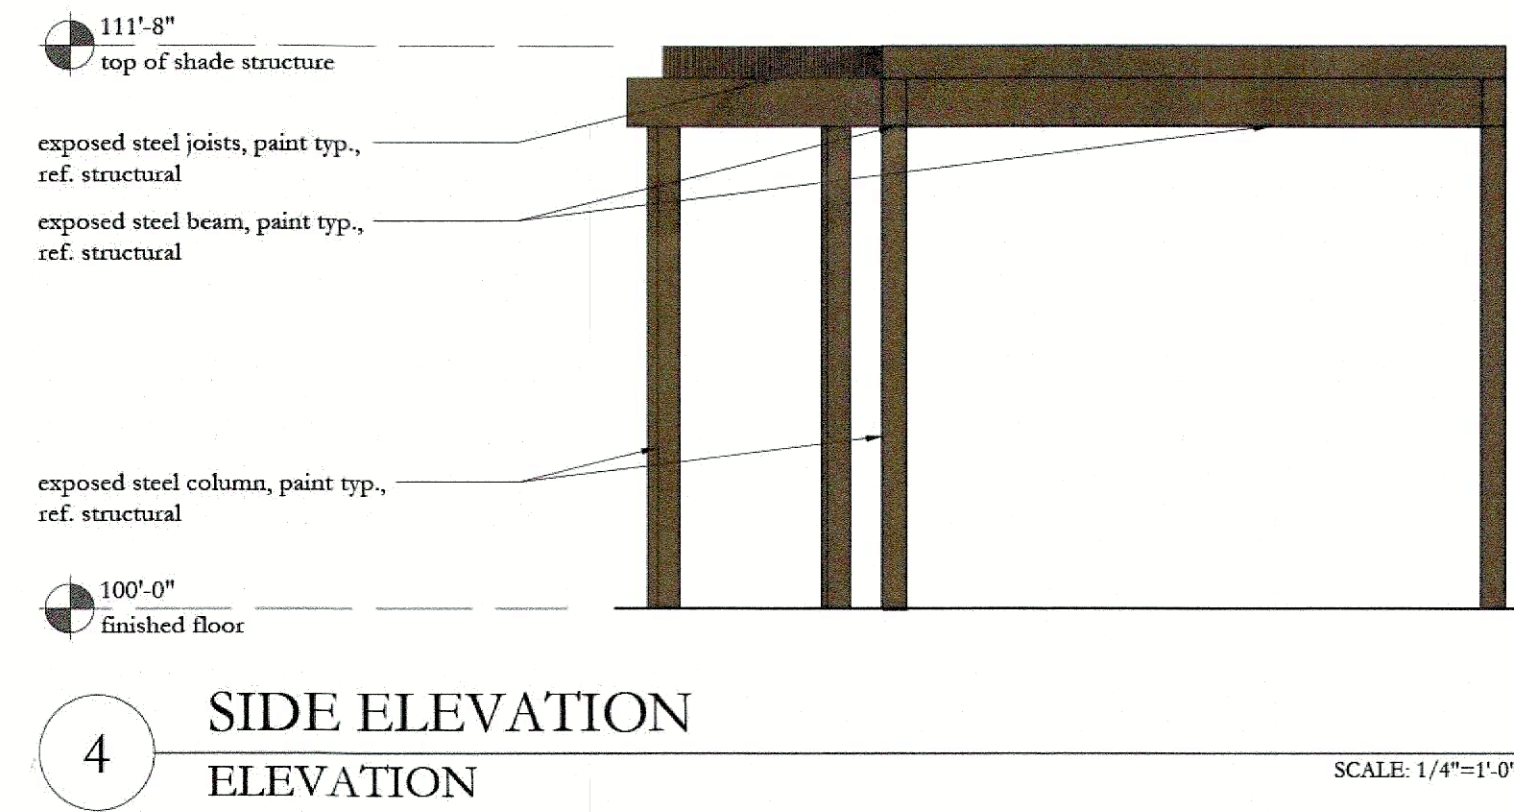 111'-8"
top of shade structure
exposed steel joists, paint typ.,
ref. structural
exposed steel beam, paint typ.,
ref. structural
exposed steel column, paint typ.,
ref. structural
100'-0"
finished floor
4
SIDE ELEVATION
ELEVATION
SCALE: 1/4"=1'-0"